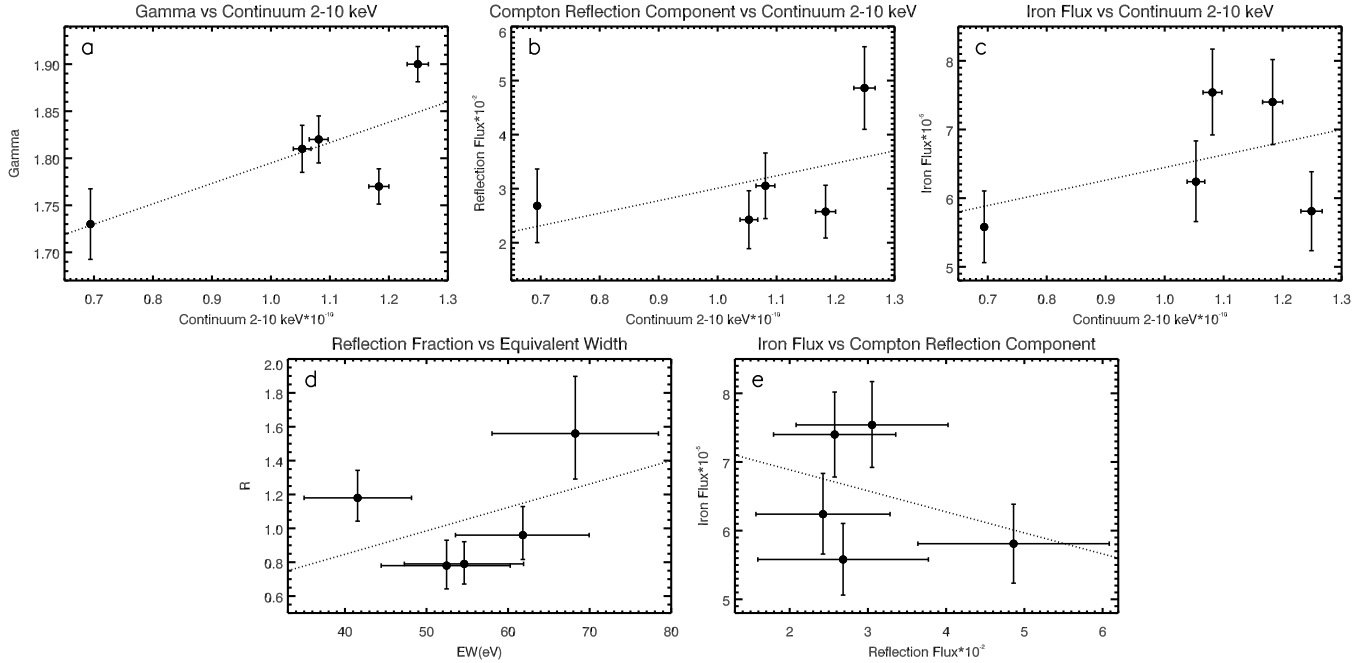 Gamma vs Continuum 2-10 keV
a
1.90
1.85
1.80
1.75
1.70
Gamma
0.7 0.8 0.9 1.0 1.1 1.2 1.3
Continuum 2-10 keV*10
Compton Reflection Component vs Continuum 2-10 keV
b
6
5
4
3
2
Reflection Flux*10⁻²
0.7 0.8 0.9 1.0 1.1 1.2 1.3
Continuum 2-10 keV*10
Iron Flux vs Continuum 2-10 keV
c
8
7
6
5
Iron Flux*10⁻⁵
0.7 0.8 0.9 1.0 1.1 1.2 1.3
Continuum 2-10 keV*10
Reflection Fraction vs Equivalent Width
d
2.0
1.8
1.6
1.4
1.2
1.0
0.8
0.6
R
40 50 60 70 80
EW(eV)
Iron Flux vs Compton Reflection Component
e
8
7
6
5
Iron Flux*10⁻⁵
2 3 4 5 6
Reflection Flux*10⁻²